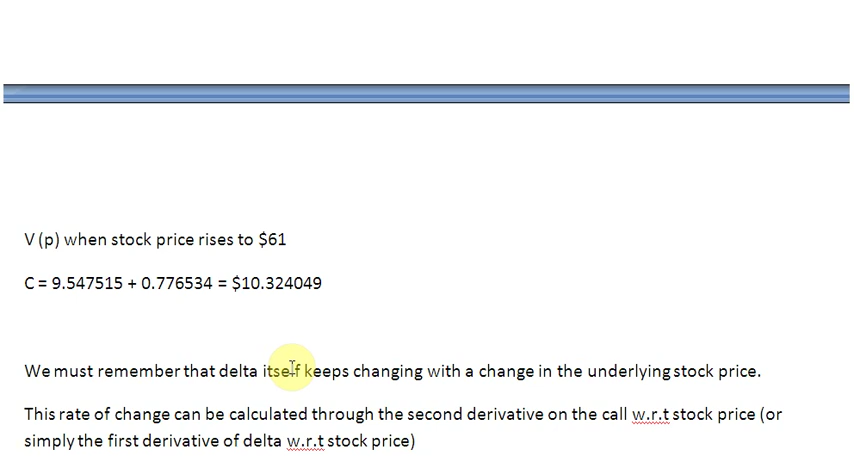 V (p) when stock price rises to $61
C = 9.547515 + 0.776534 = $10.324049
We must remember that delta itself keeps changing with a change in the underlying stock price.
This rate of change can be calculated through the second derivative on the call w.r.t stock price (or
simply the first derivative of delta w.r.t stock price)